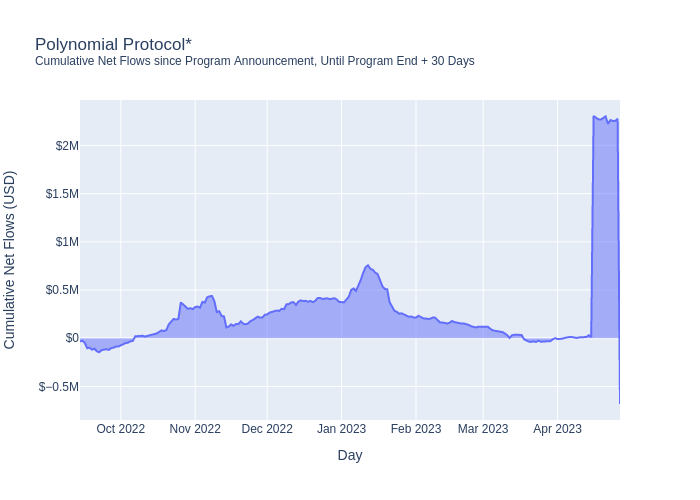 Polynomial Protocol*
Cumulative Net Flows since Program Announcement, Until Program End + 30 Days
Cumulative Net Flows (USD)
$2M
$1.5M
$1M
$0.5M
$0
$−0.5M
Oct 2022
Nov 2022
Dec 2022
Jan 2023
Feb 2023
Mar 2023
Apr 2023
Day